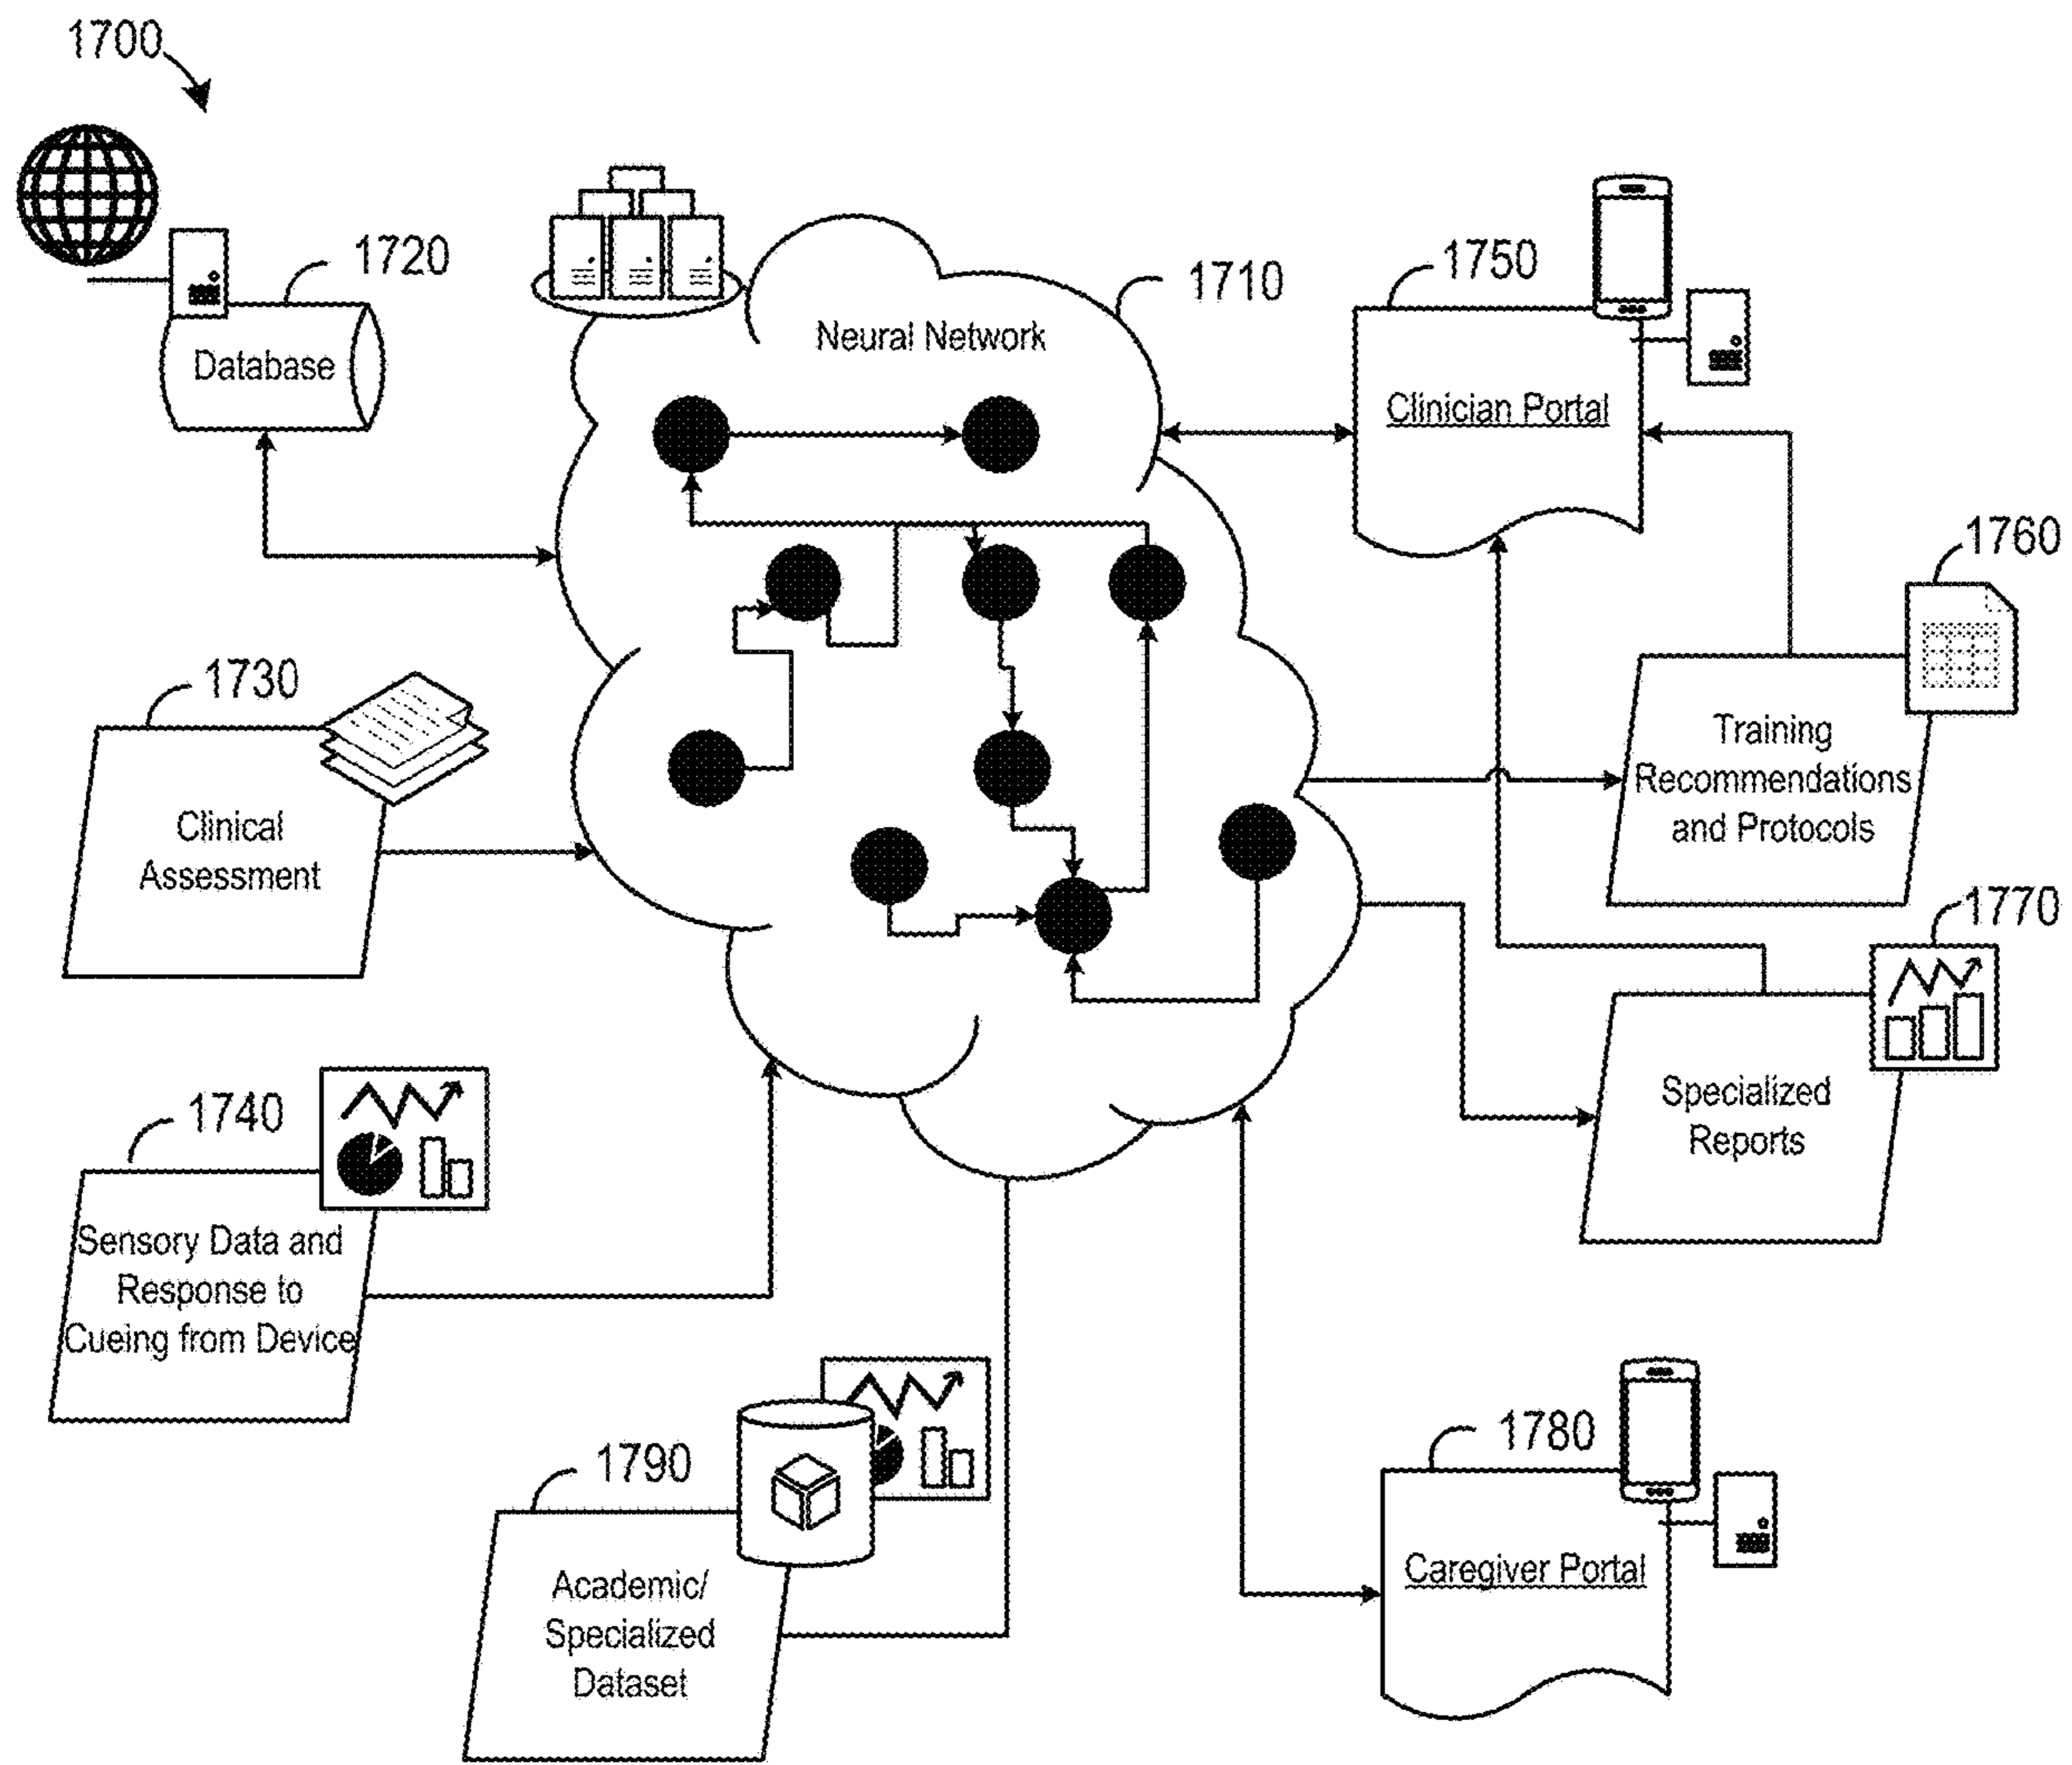 1700
1720
Database
Neural Network
1710
1750
Clinician Portal
1760
Training
Recommendations
and Protocols
1730
Clinical
Assessment
1770
Specialized
Reports
1740
Sensory Data and
Response to
Cueing from Device
1790
Academic/
Specialized
Dataset
1780
Caregiver Portal